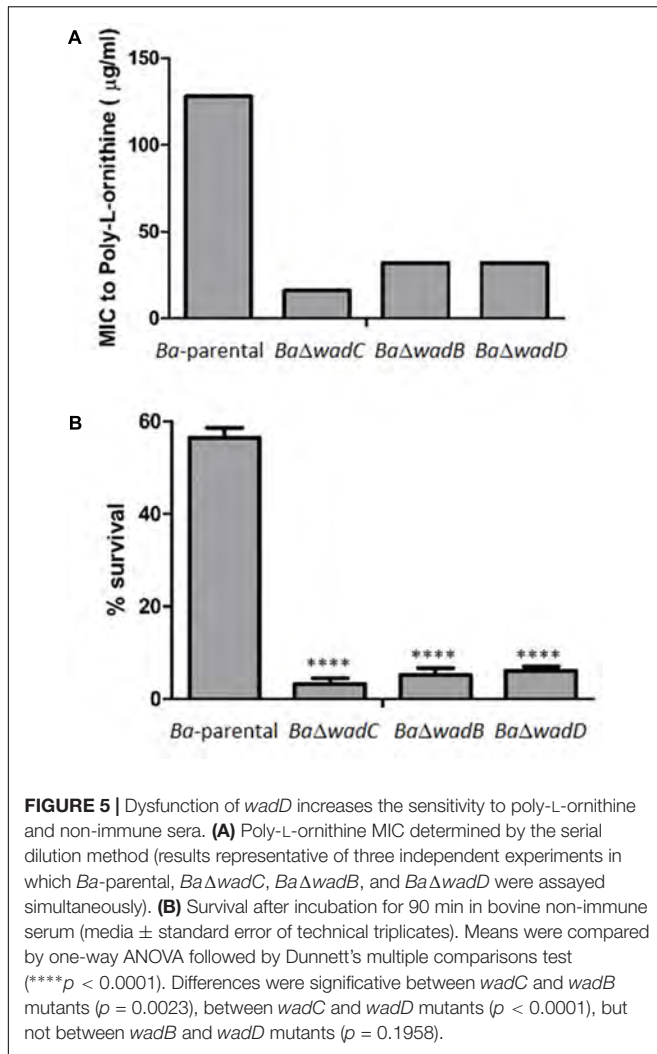 A
150
100
50
0
MIC to Poly-L-ornithine ( µg/ml)
Ba-parental BaΔwadC BaΔwadB BaΔwadD
B
60
40
20
0
% survival
**** **** ****
Ba-parental BaΔwadC BaΔwadB BaΔwadD
FIGURE 5 | Dysfunction of wadD increases the sensitivity to poly-L-ornithine
and non-immune sera. (A) Poly-L-ornithine MIC determined by the serial
dilution method (results representative of three independent experiments in
which Ba-parental, BaΔwadC, BaΔwadB, and BaΔwadD were assayed
simultaneously). (B) Survival after incubation for 90 min in bovine non-immune
serum (media ± standard error of technical triplicates). Means were compared
by one-way ANOVA followed by Dunnett's multiple comparisons test
(****p < 0.0001). Differences were significative between wadC and wadB
mutants (p = 0.0023), between wadC and wadD mutants (p < 0.0001), but
not between wadB and wadD mutants (p = 0.1958).